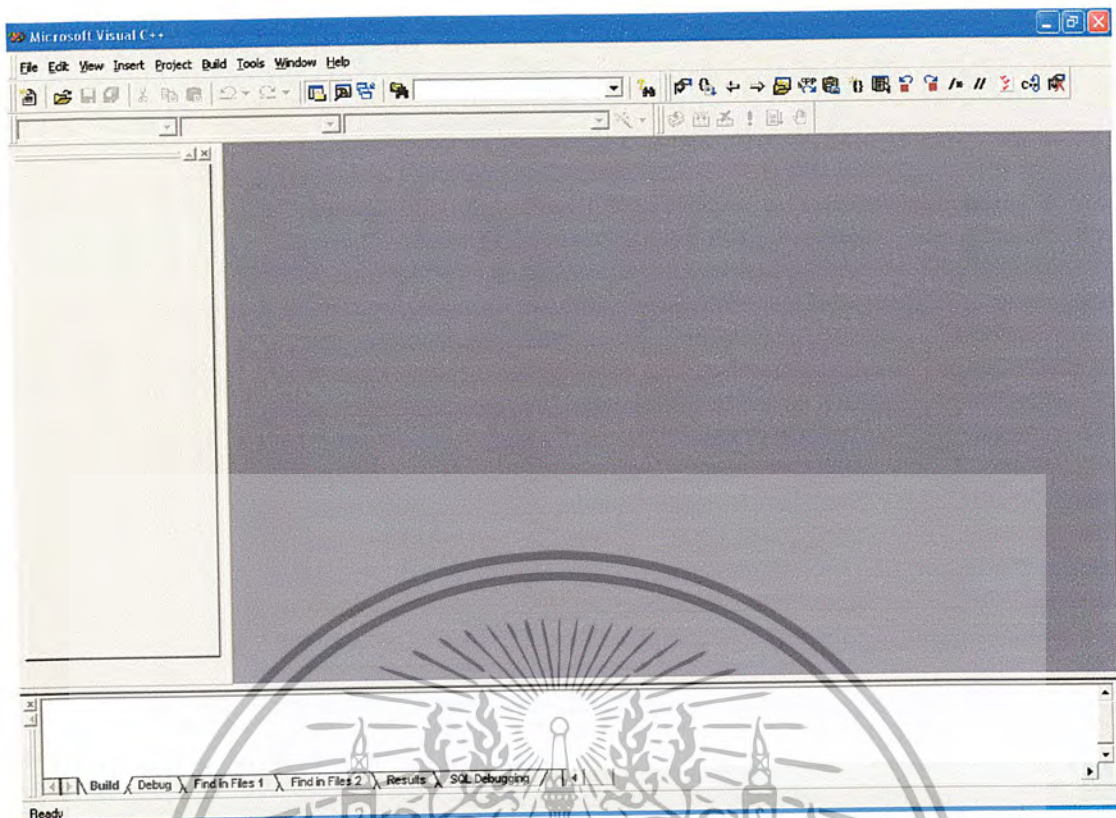 Microsoft Visual C++
File Edit View Insert Project Build Tools Window Help
Build Debug Find in Files 1 Find in Files 2 Results SQL Debugging
Ready